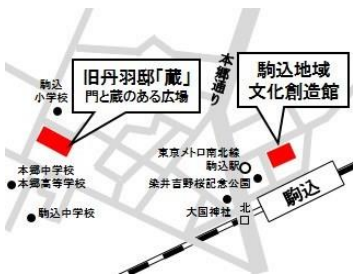 旧丹羽邸「蔵」
門と蔵のある広場
駒込
小学校
本郷通り
駒込地域
文化創造館
東京メトロ南北線
駒込駅
染井吉野桜記念公園
大国神社
北口
駒込
本郷中学校
本郷高等学校
駒込中学校